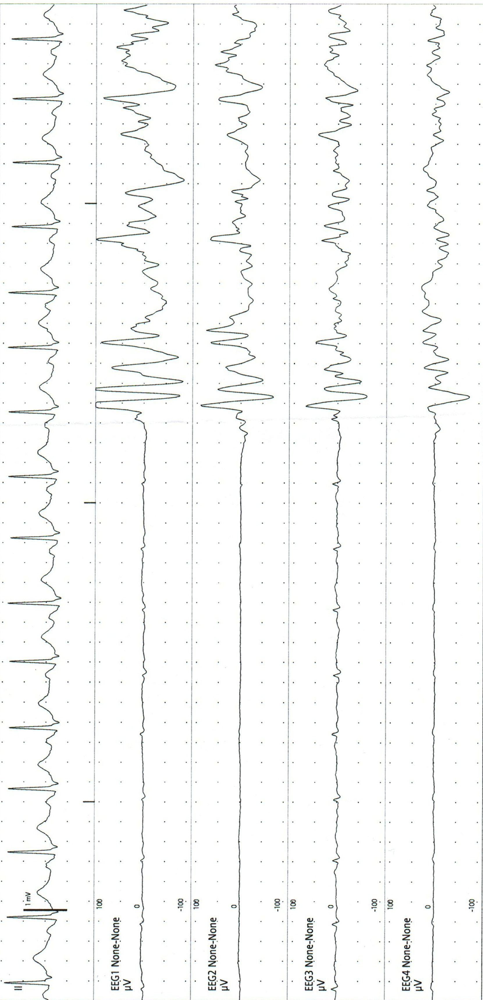 II
1 mV
EEG1 None-None
µV
100
0
-100
EEG2 None-None
µV
100
0
-100
EEG3 None-None
µV
100
0
-100
EEG4 None-None
µV
100
0
-100